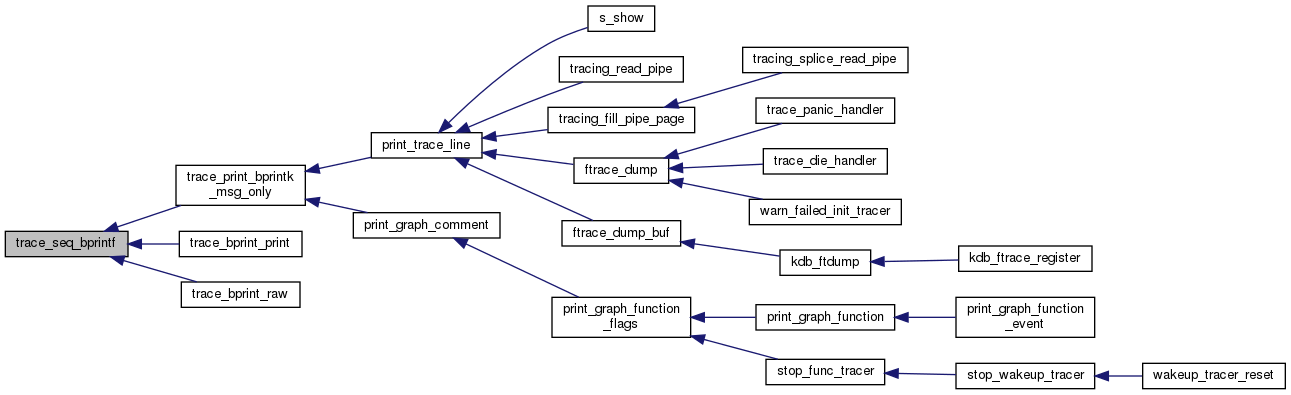 s_show
tracing_splice_read_pipe
tracing_read_pipe
trace_panic_handler
tracing_fill_pipe_page
print_trace_line
trace_die_handler
ftrace_dump
trace_print_bprintk
_msg_only
warn_failed_init_tracer
print_graph_comment
ftrace_dump_buf
trace_seq_bprintf
trace_bprint_print
kdb_ftdump
kdb_ftrace_register
trace_bprint_raw
print_graph_function
_flags
print_graph_function
print_graph_function
_event
stop_func_tracer
stop_wakeup_tracer
wakeup_tracer_reset